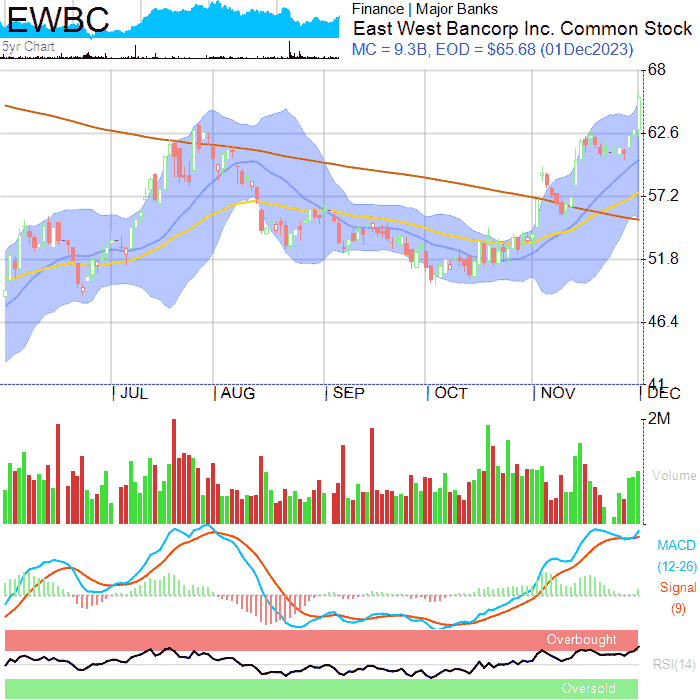 EWBC
5yr Chart
Finance | Major Banks
East West Bancorp Inc. Common Stock
MC = 9.3B, EOD = $65.68 (01Dec2023)
68
62.6
57.2
51.8
46.4
41
JUL AUG SEP OCT NOV DEC
2M
Volume
MACD
(12-26)
Signal
(9)
Overbought
RSI(14)
Oversold